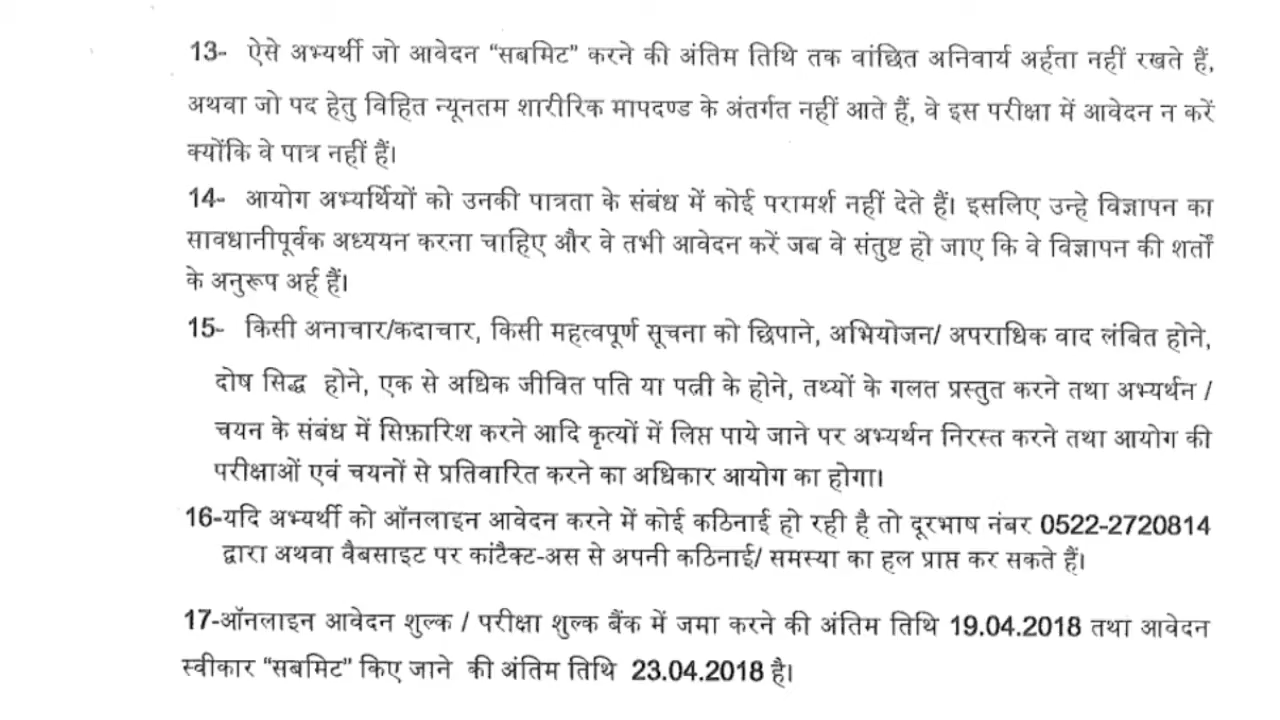 13- ऐसे अभ्यर्थी जो आवेदन “सबमिट” करने की अंतिम तिथि तक वांछित अनिवार्य अर्हता नहीं रखते हैं,
अथवा जो पद हेतु विहित न्यूनतम शारीरिक मापदण्ड के अंतर्गत नहीं आते हैं, वे इस परीक्षा में आवेदन न करें
क्योंकि वे पात्र नहीं हैं।
14- आयोग अभ्यर्थियों को उनकी पात्रता के संबंध में कोई परामर्श नहीं देते हैं। इसलिए उन्हे विज्ञापन का
सावधानीपूर्वक अध्ययन करना चाहिए और वे तभी आवेदन करें जब वे संतुष्ट हो जाए कि वे विज्ञापन की शर्तों
के अनुरूप अर्ह हैं।
15- किसी अनाचार/कदाचार, किसी महत्वपूर्ण सूचना को छिपाने, अभियोजन/ अपराधिक वाद लंबित होने,
दोष सिद्ध होने, एक से अधिक जीवित पति या पत्नी के होने, तथ्यों के गलत प्रस्तुत करने तथा अभ्यर्थन /
चयन के संबंध में सिफ़ारिश करने आदि कृत्यों में लिप्त पाये जाने पर अभ्यर्थन निरस्त करने तथा आयोग की
परीक्षाओं एवं चयनों से प्रतिवारित करने का अधिकार आयोग का होगा।
16-यदि अभ्यर्थी को ऑनलाइन आवेदन करने में कोई कठिनाई हो रही है तो दूरभाष नंबर 0522-2720814
द्वारा अथवा वैबसाइट पर कांटैक्ट-अस से अपनी कठिनाई/ समस्या का हल प्राप्त कर सकते हैं।
17-ऑनलाइन आवेदन शुल्क / परीक्षा शुल्क बैंक में जमा करने की अंतिम तिथि 19.04.2018 तथा आवेदन
स्वीकार “सबमिट” किए जाने की अंतिम तिथि 23.04.2018 है।